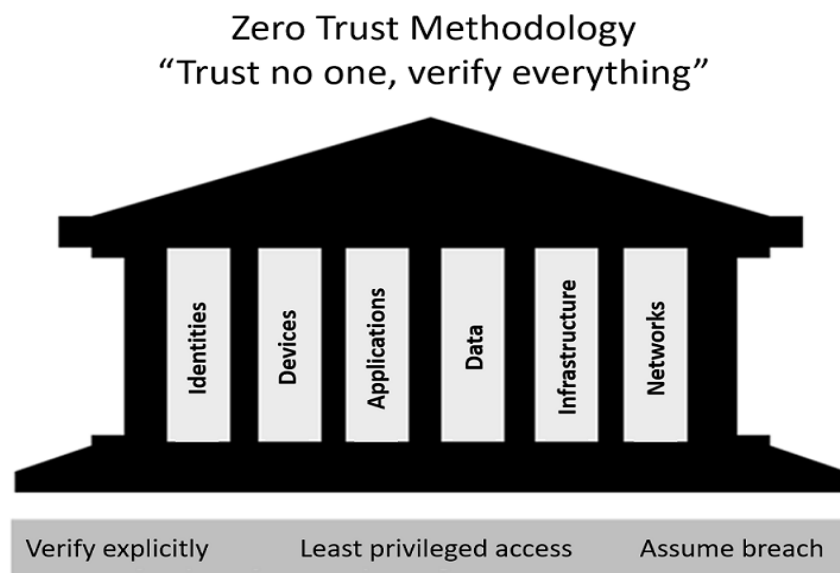 Zero Trust Methodology
“Trust no one, verify everything”
Identities
Devices
Applications
Data
Infrastructure
Networks
Verify explicitly
Least privileged access
Assume breach